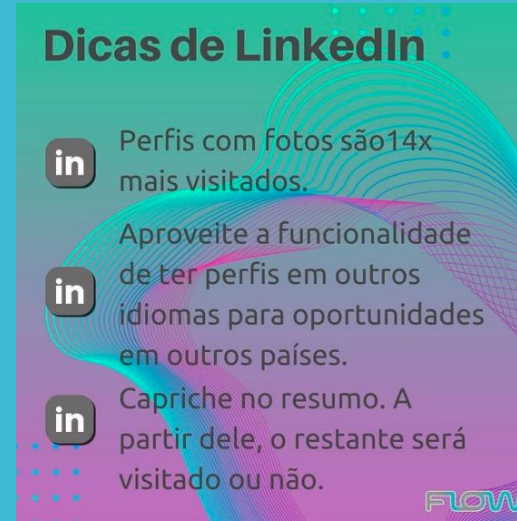 Dicas de LinkedIn
in
Perfis com fotos são14x
mais visitados.
in
Aproveite a funcionalidade
de ter perfis em outros
idiomas para oportunidades
em outros países.
in
Capriche no resumo. A
partir dele, o restante será
visitado ou não.
FLOW